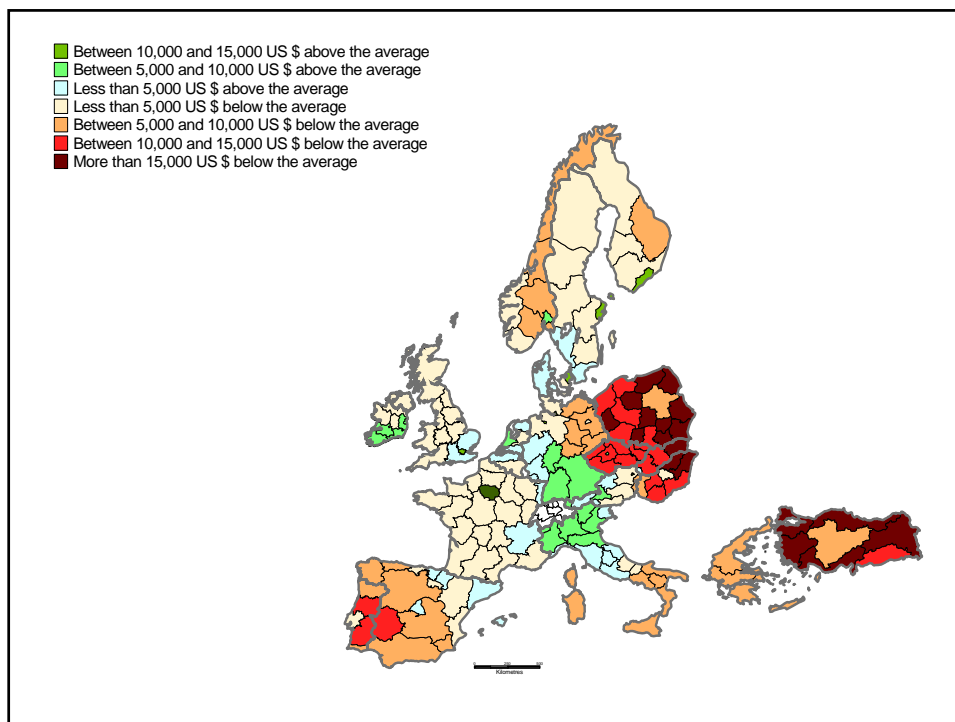 Between 10,000 and 15,000 US $ above the average
Between 5,000 and 10,000 US $ above the average
Less than 5,000 US $ above the average
Less than 5,000 US $ below the average
Between 5,000 and 10,000 US $ below the average
Between 10,000 and 15,000 US $ below the average
More than 15,000 US $ below the average
Kilometres